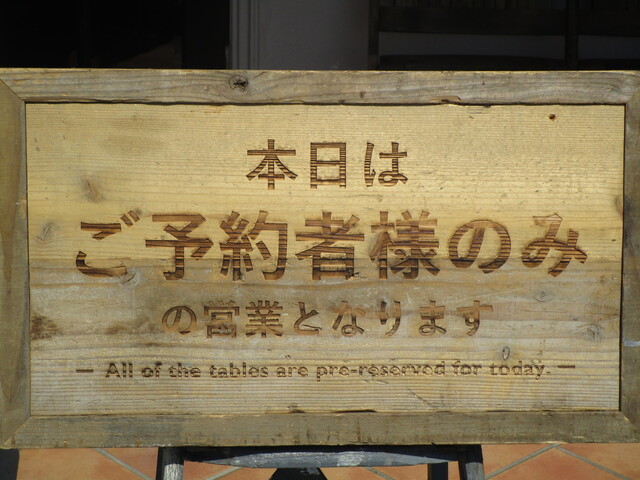 本日は
ご予約者様のみ
の営業となります
— All of the tables are pre-reserved for today. —